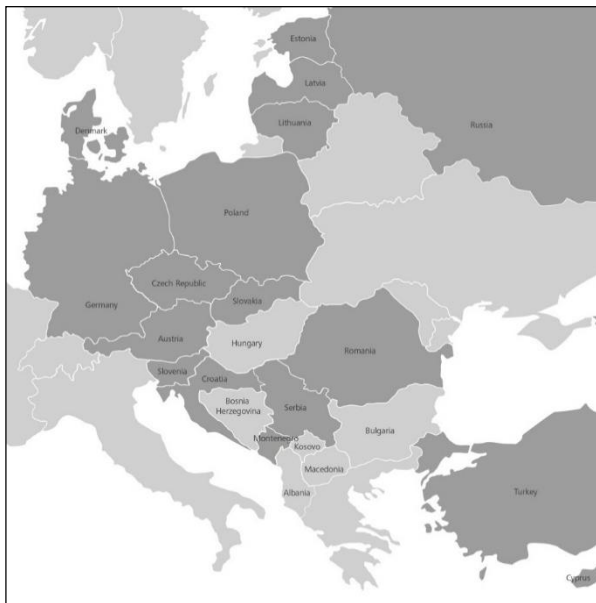 Estonia
Latvia
Lithuania
Russia
Denmark
Poland
Czech Republic
Germany
Slovakia
Austria
Hungary
Romania
Slovenia
Croatia
Bosnia
Herzegovina
Serbia
Montenegro
Kosovo
Bulgaria
Macedonia
Albania
Turkey
Cyprus